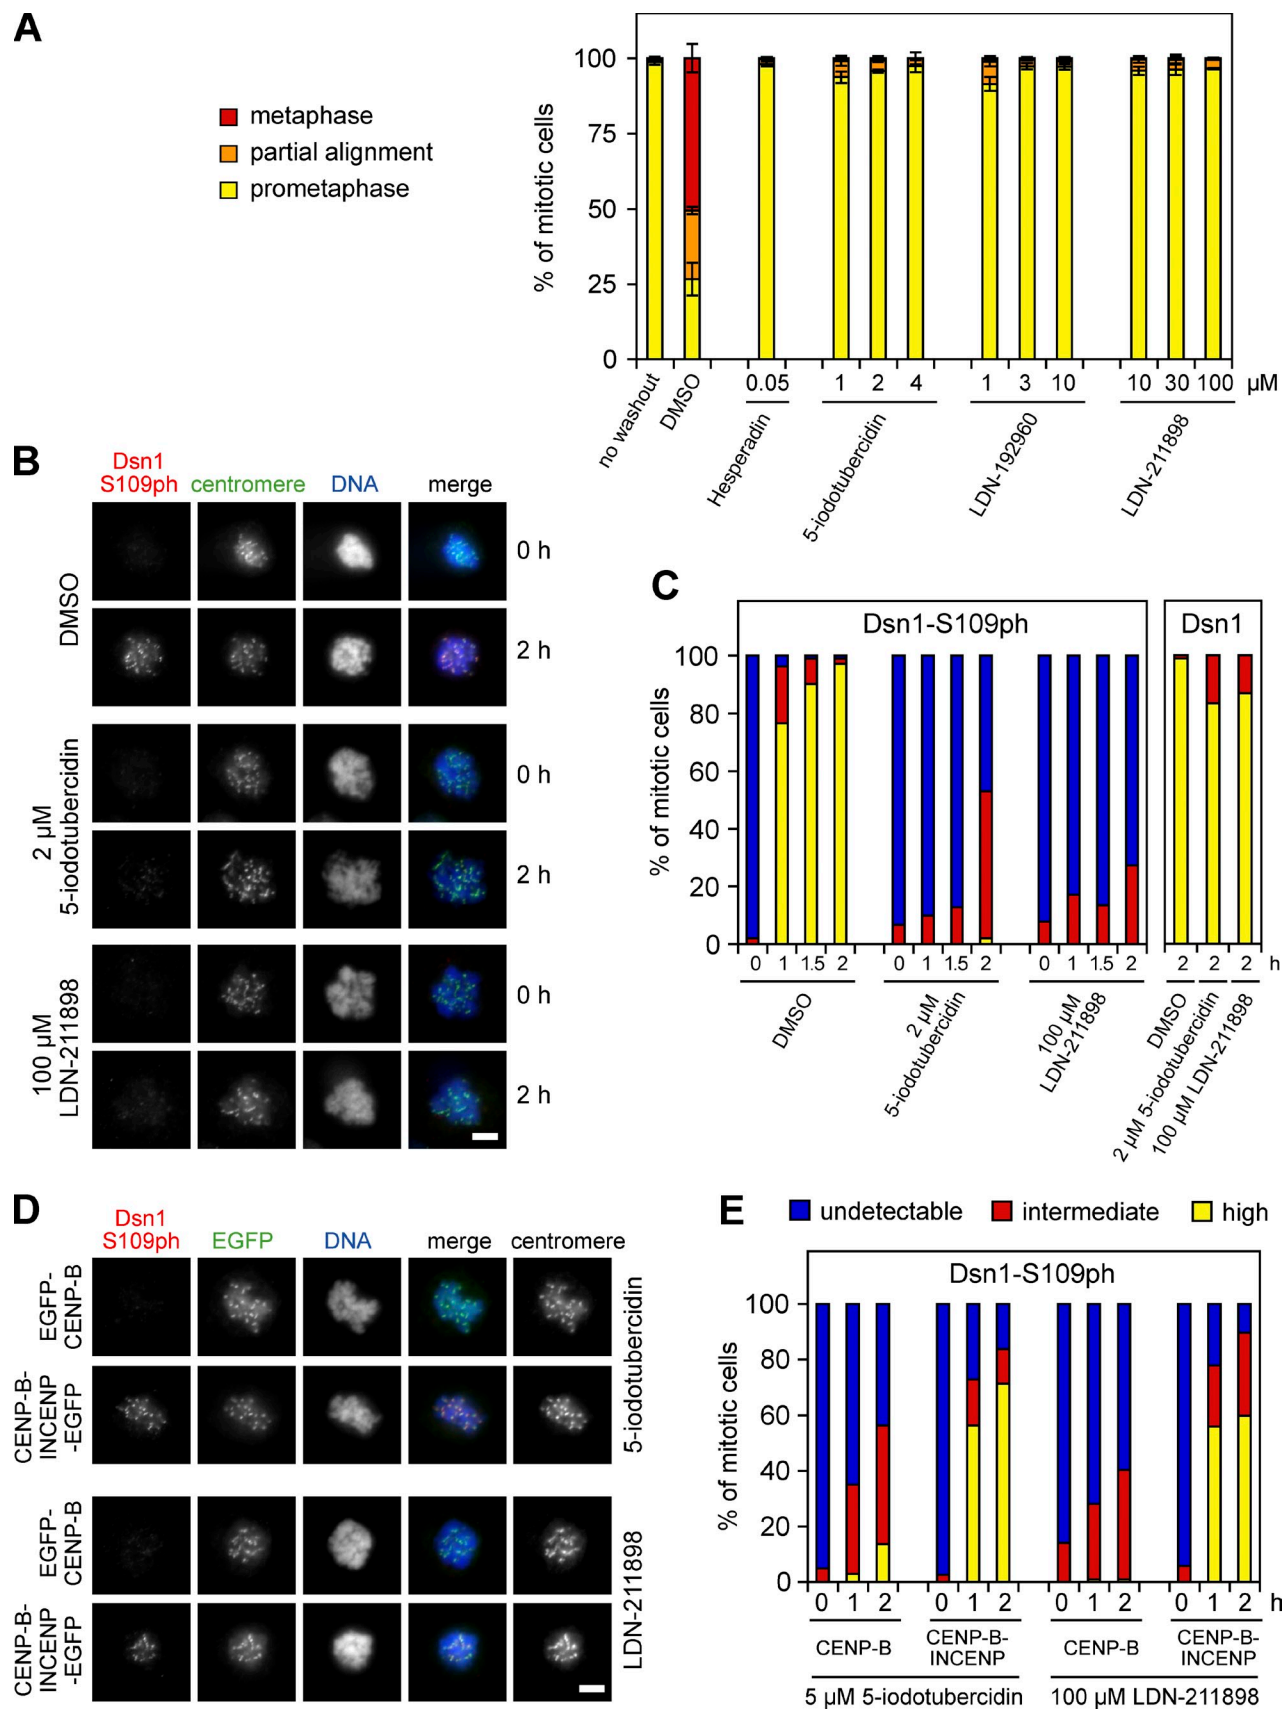 A
metaphase
partial alignment
prometaphase
% of mitotic cells
100
75
50
25
0
no washout
DMSO
0.05
1 2 4
1 3 10
10 30 100
µM
Hesperadin
5-iodotubercidin
LDN-192960
LDN-211898
B
Dsn1
S109ph
centromere
DNA
merge
DMSO
0 h
2 h
2 µM
5-iodotubercidin
0 h
2 h
100 µM
LDN-211898
0 h
2 h
C
Dsn1-S109ph
Dsn1
% of mitotic cells
100
80
60
40
20
0
0 1 1.5 2
0 1 1.5 2
0 1 1.5 2
2 2 2 h
DMSO
2 µM
5-iodotubercidin
100 µM
LDN-211898
DMSO
2 µM 5-iodotubercidin
100 µM LDN-211898
D
Dsn1
S109ph
EGFP
DNA
merge
centromere
EGFP-
CENP-B
CENP-B-
INCENP
-EGFP
5-iodotubercidin
EGFP-
CENP-B
CENP-B-
INCENP
-EGFP
LDN-211898
E
undetectable
intermediate
high
Dsn1-S109ph
% of mitotic cells
100
80
60
40
20
0
0 1 2
0 1 2
0 1 2
0 1 2 h
CENP-B
CENP-B-
INCENP
CENP-B
CENP-B-
INCENP
5 µM 5-iodotubercidin
100 µM LDN-211898